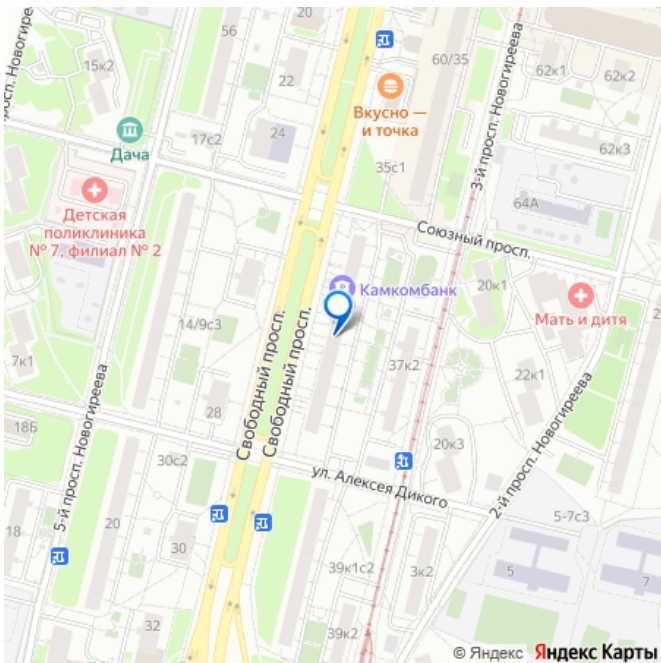 56
15к2
22
60/35
62к1
62к2
просп. Новогиреева
Вкусно —
и точка
3-й просп. Новогиреева
17с2
24
Дача
35с1
62к3
64А
Детская
поликлиника
№ 7, филиал № 2
Союзный просп.
Камкомбанк
20к1
Мать и дитя
14/9с3
Свободный просп.
Свободный просп.
7к1
37к2
22к1
28
18Б
30с2
ул. Алексея Дикого
20к3
2-й просп. Новогиреева
5-й просп. Новогиреева
20
18
30
5-7с3
39к1с2
3к2
5
7
32
39к2
© Яндекс Яндекс Карты